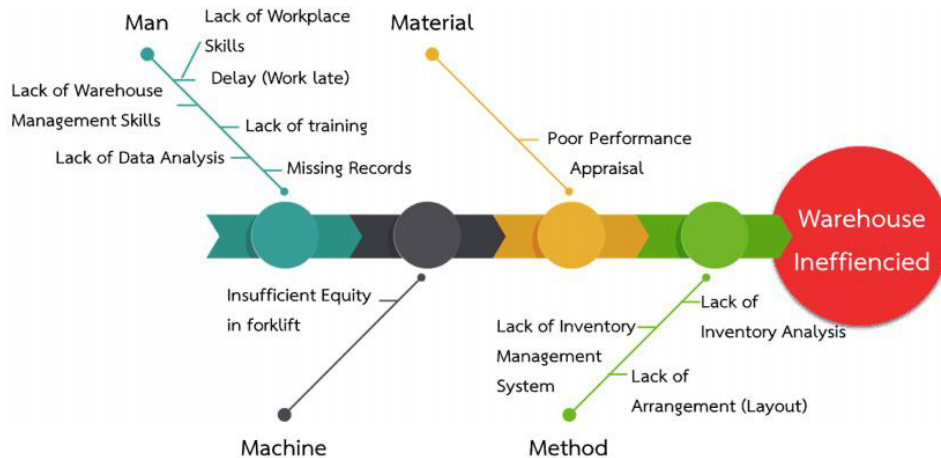 Man
Lack of Workplace
Skills
Delay (Work late)
Lack of Warehouse
Management Skills
Lack of training
Lack of Data Analysis
Missing Records
Material
Poor Performance
Appraisal
Warehouse
Ineffiencied
Insufficient Equity
in forklift
Machine
Lack of
Inventory Analysis
Lack of Inventory
Management
System
Lack of
Arrangement (Layout)
Method